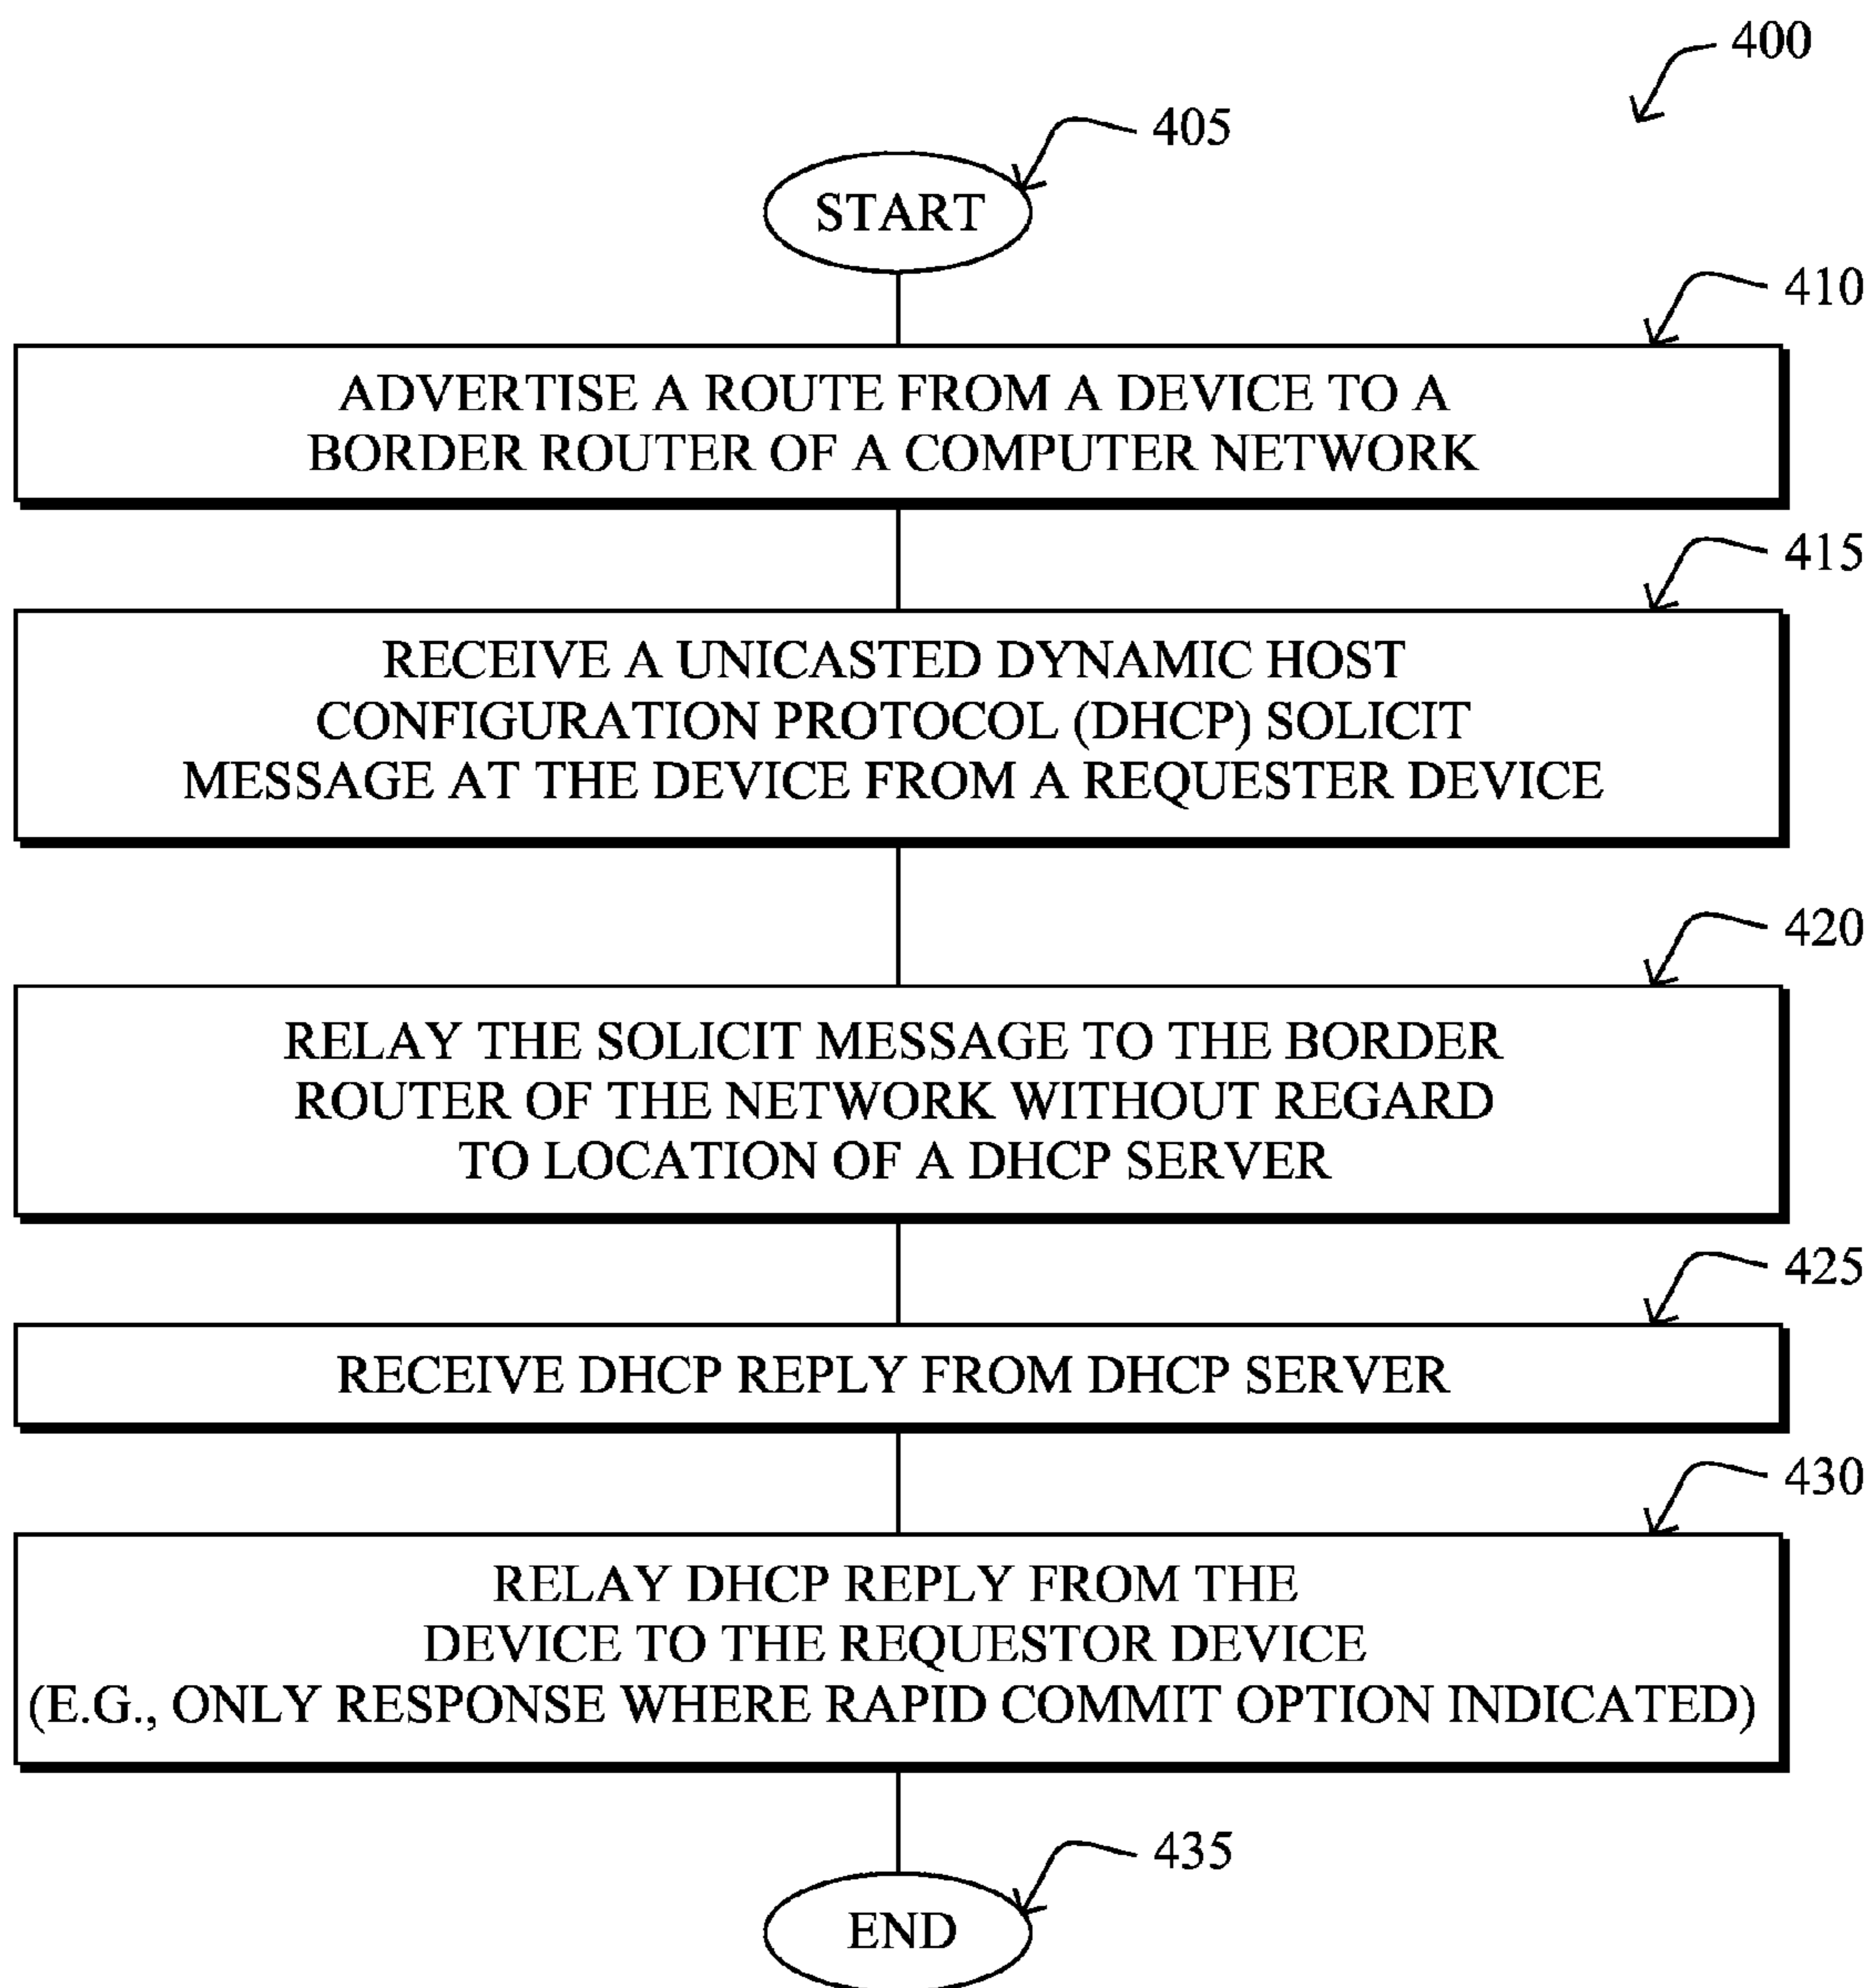 400
405
START
410
ADVERTISE A ROUTE FROM A DEVICE TO A
BORDER ROUTER OF A COMPUTER NETWORK
415
RECEIVE A UNICASTED DYNAMIC HOST
CONFIGURATION PROTOCOL (DHCP) SOLICIT
MESSAGE AT THE DEVICE FROM A REQUESTER DEVICE
420
RELAY THE SOLICIT MESSAGE TO THE BORDER
ROUTER OF THE NETWORK WITHOUT REGARD
TO LOCATION OF A DHCP SERVER
425
RECEIVE DHCP REPLY FROM DHCP SERVER
430
RELAY DHCP REPLY FROM THE
DEVICE TO THE REQUESTOR DEVICE
(E.G., ONLY RESPONSE WHERE RAPID COMMIT OPTION INDICATED)
435
END